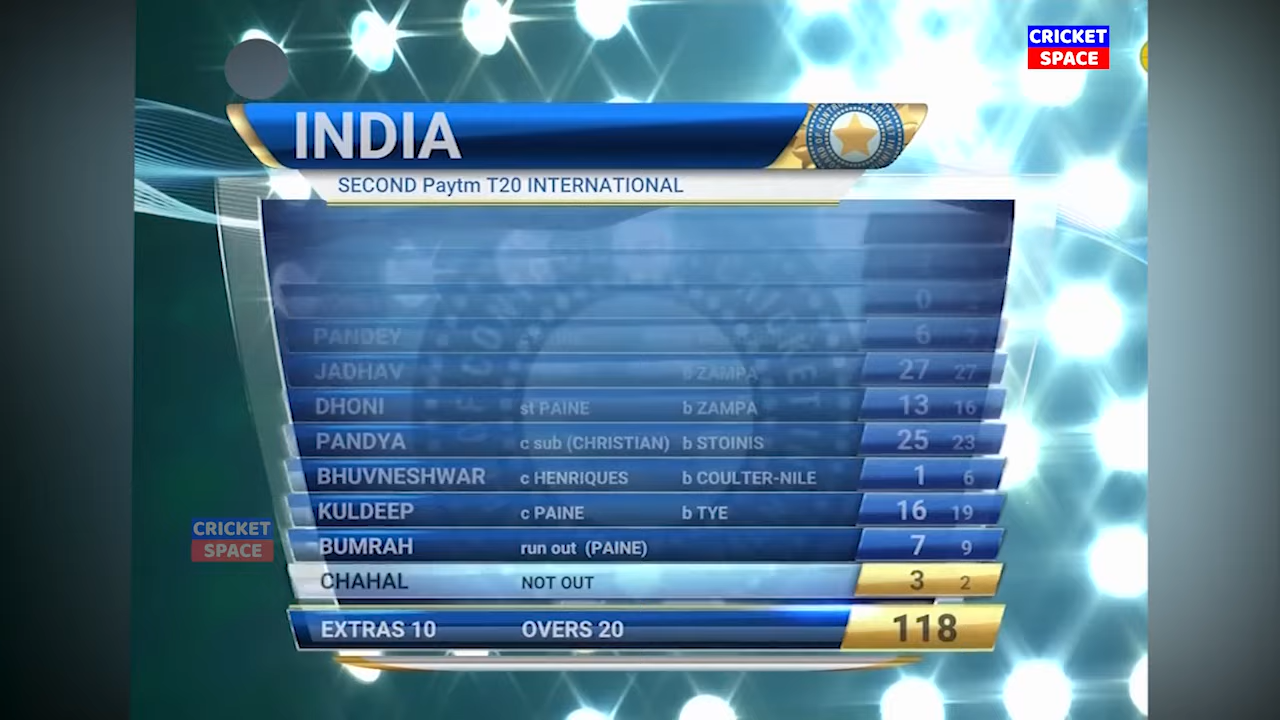 CRICKET
SPACE
INDIA
SECOND Paytm T20 INTERNATIONAL
0
PANDEY 6 7
JADHAV b ZAMPA 27 27
DHONI st PAINE b ZAMPA 13 16
PANDYA c sub (CHRISTIAN) b STOINIS 25 23
BHUVNESHWAR c HENRIQUES b COULTER-NILE 1 6
KULDEEP c PAINE b TYE 16 19
CRICKET
SPACE
BUMRAH run out (PAINE) 7 9
CHAHAL NOT OUT 3 2
EXTRAS 10 OVERS 20 118